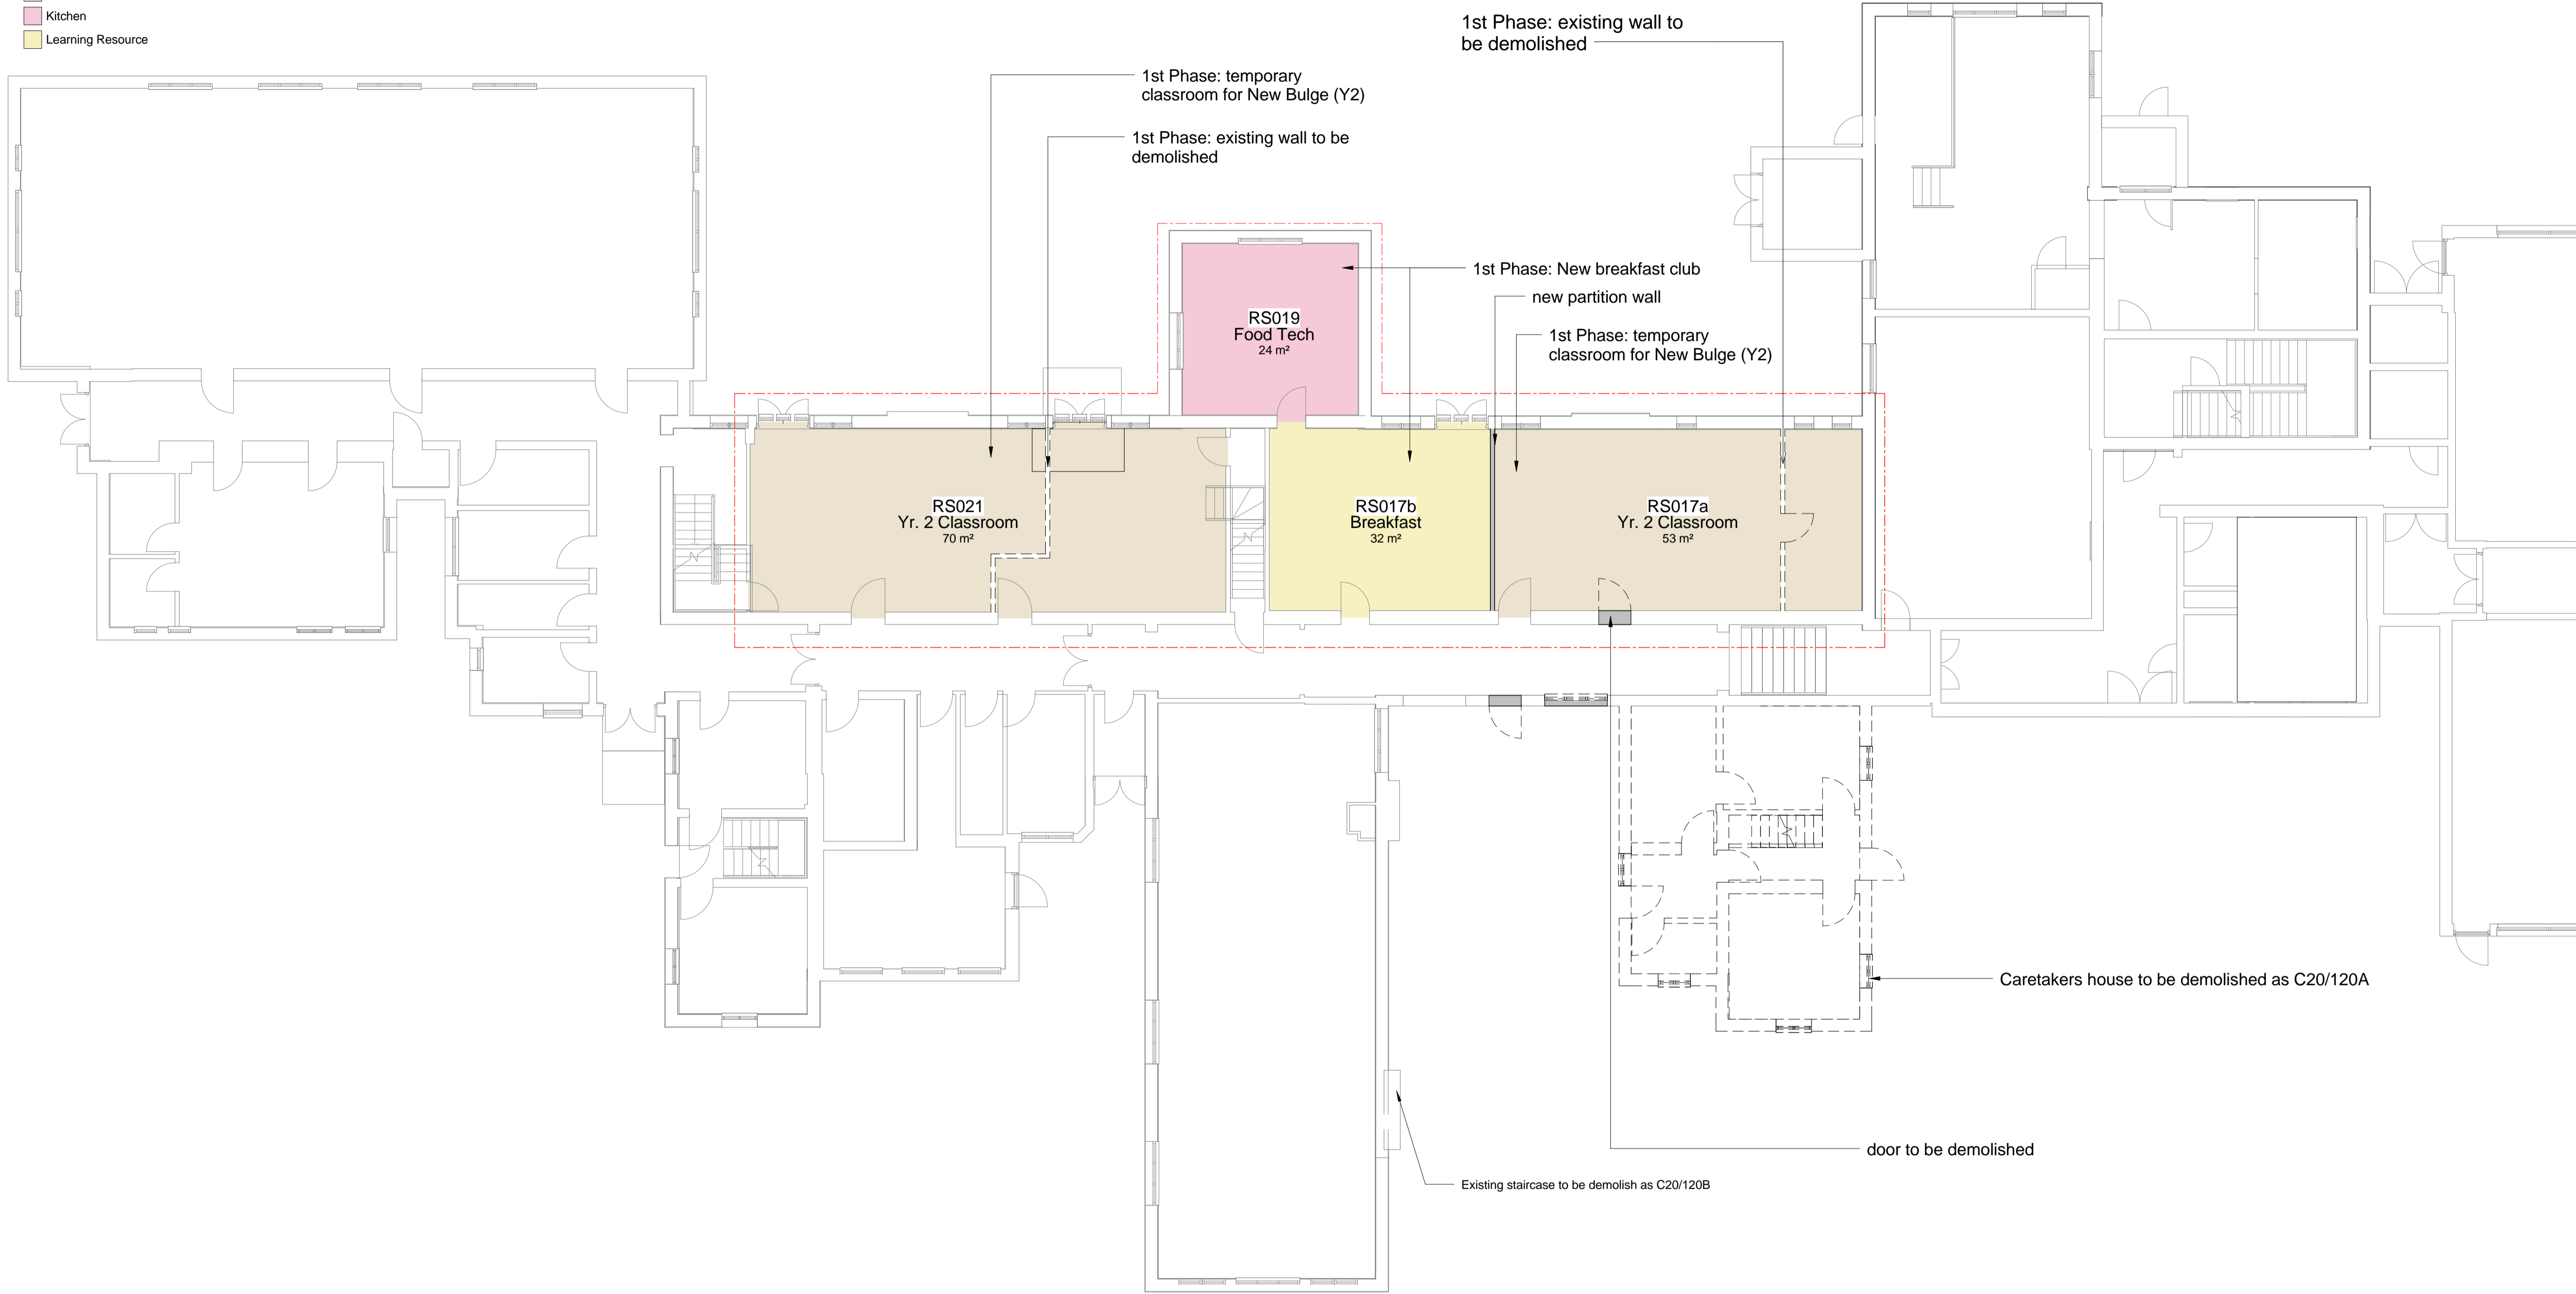 Kitchen
Learning Resource
1st Phase: existing wall to
be demolished
1st Phase: temporary
classroom for New Bulge (Y2)
1st Phase: existing wall to be
demolished
1st Phase: New breakfast club
new partition wall
RS019
Food Tech
24 m²
1st Phase: temporary
classroom for New Bulge (Y2)
RS021
Yr. 2 Classroom
70 m²
RS017b
Breakfast
32 m²
RS017a
Yr. 2 Classroom
53 m²
Caretakers house to be demolished as C20/120A
door to be demolished
Existing staircase to be demolish as C20/120B